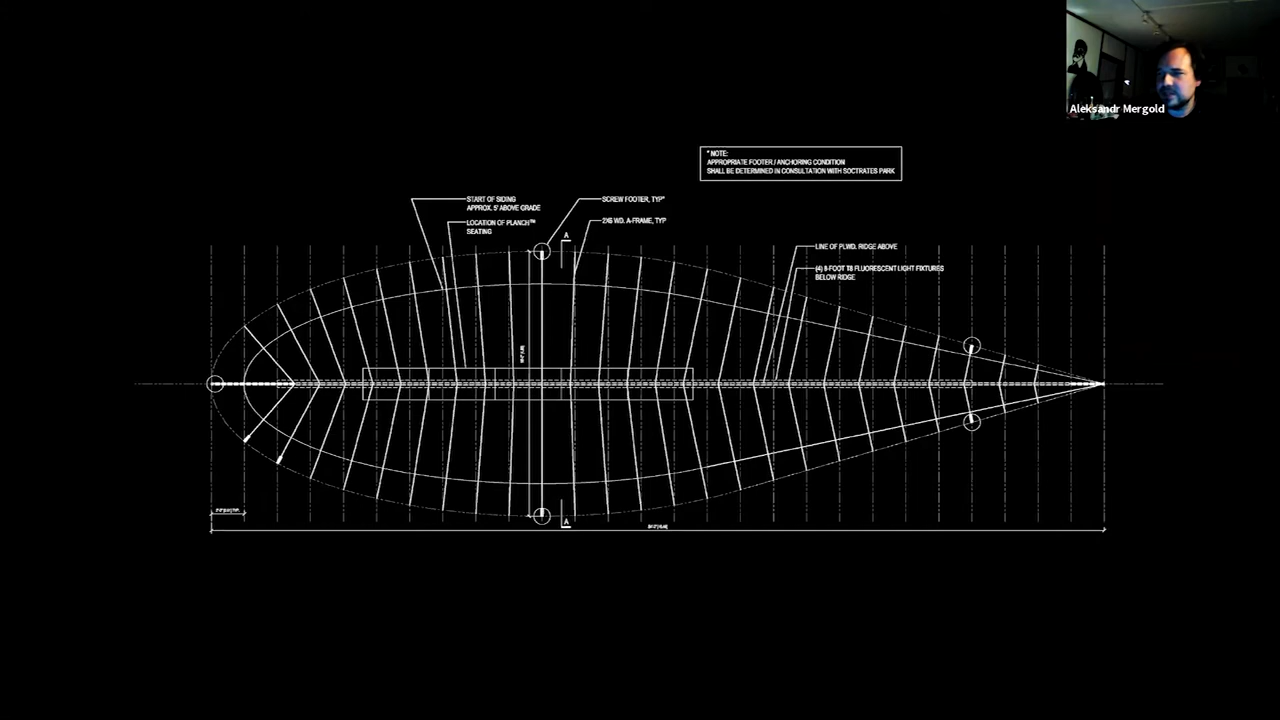 Aleksandr Mergold
* NOTE:
APPROPRIATE FOOTER / ANCHORING CONDITION
SHALL BE DETERMINED IN CONSULTATION WITH SOCTRATES PARK
START OF SIDING
APPROX. 5' ABOVE GRADE
SCREW FOOTER, TYP*
LOCATION OF PLANCH™
SEATING
2X6 WD. A-FRAME, TYP
A
LINE OF PLWD. RIDGE ABOVE
(4) 8-FOOT T8 FLUORESCENT LIGHT FIXTURES
BELOW RIDGE
A